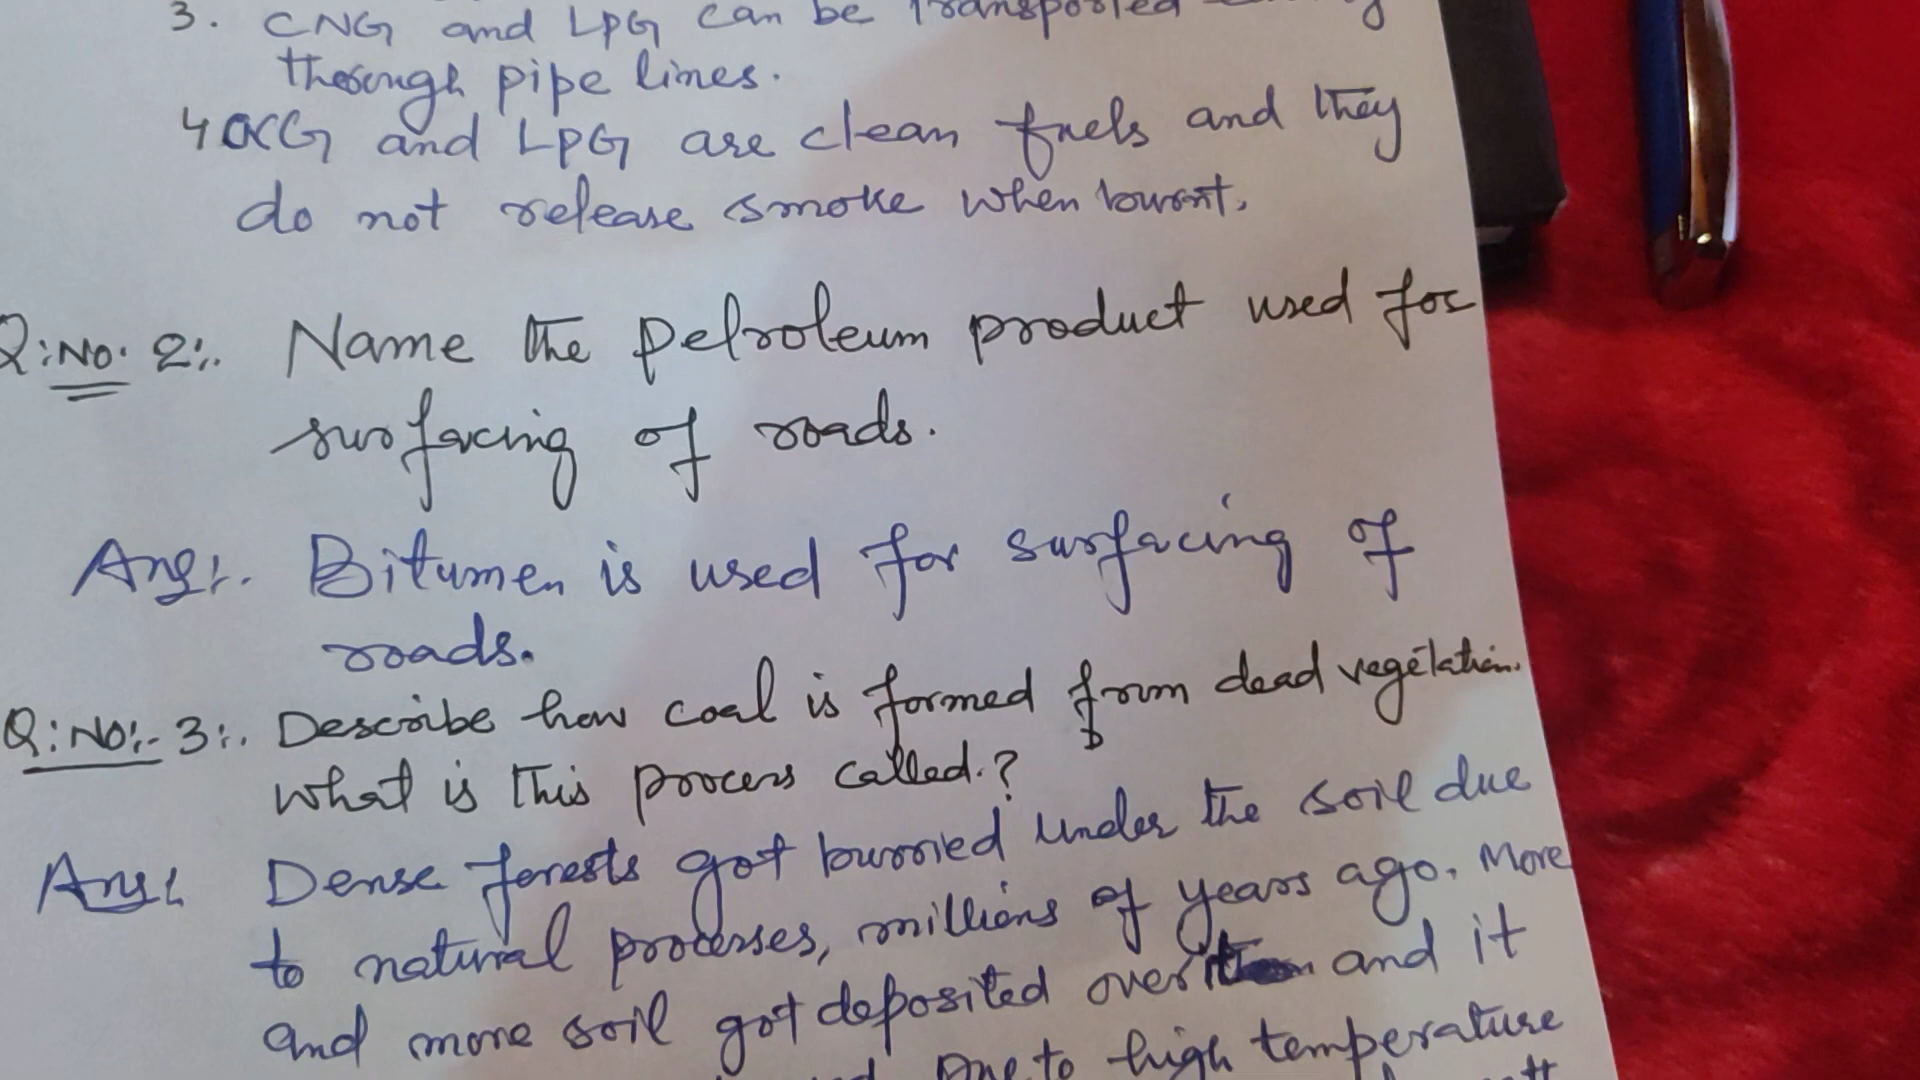 3. CNG and LPG can be transported
through pipe lines.
4 CNG and LPG are clean fuels and they
do not release smoke when burnt.
Q:No. 2:. Name the petroleum product used for
surfacing of roads.
Ans:. Bitumen is used for surfacing of
roads.
Q:No:- 3:. Describe how coal is formed from dead vegetation.
What is this process called.?
Ans: Dense forests got burried under the soil due
to natural processes, millions of years ago. More
and more soil got deposited over it and it
Due to high temperature